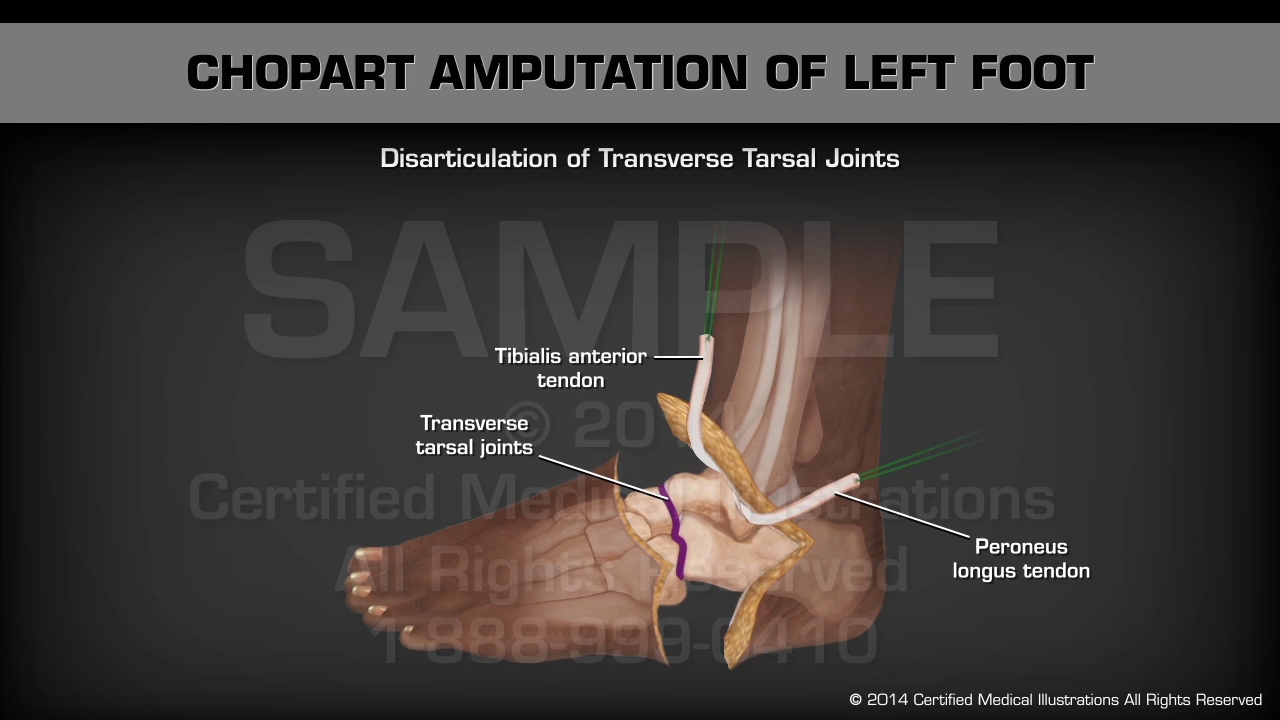 CHOPART AMPUTATION OF LEFT FOOT
Disarticulation of Transverse Tarsal Joints
SAMPLE
Tibialis anterior
tendon
© 2014
Transverse
tarsal joints
Certified Medical Illustrations
Peroneus
longus tendon
All Rights Reserved
1-888-999-0410
© 2014 Certified Medical Illustrations All Rights Reserved